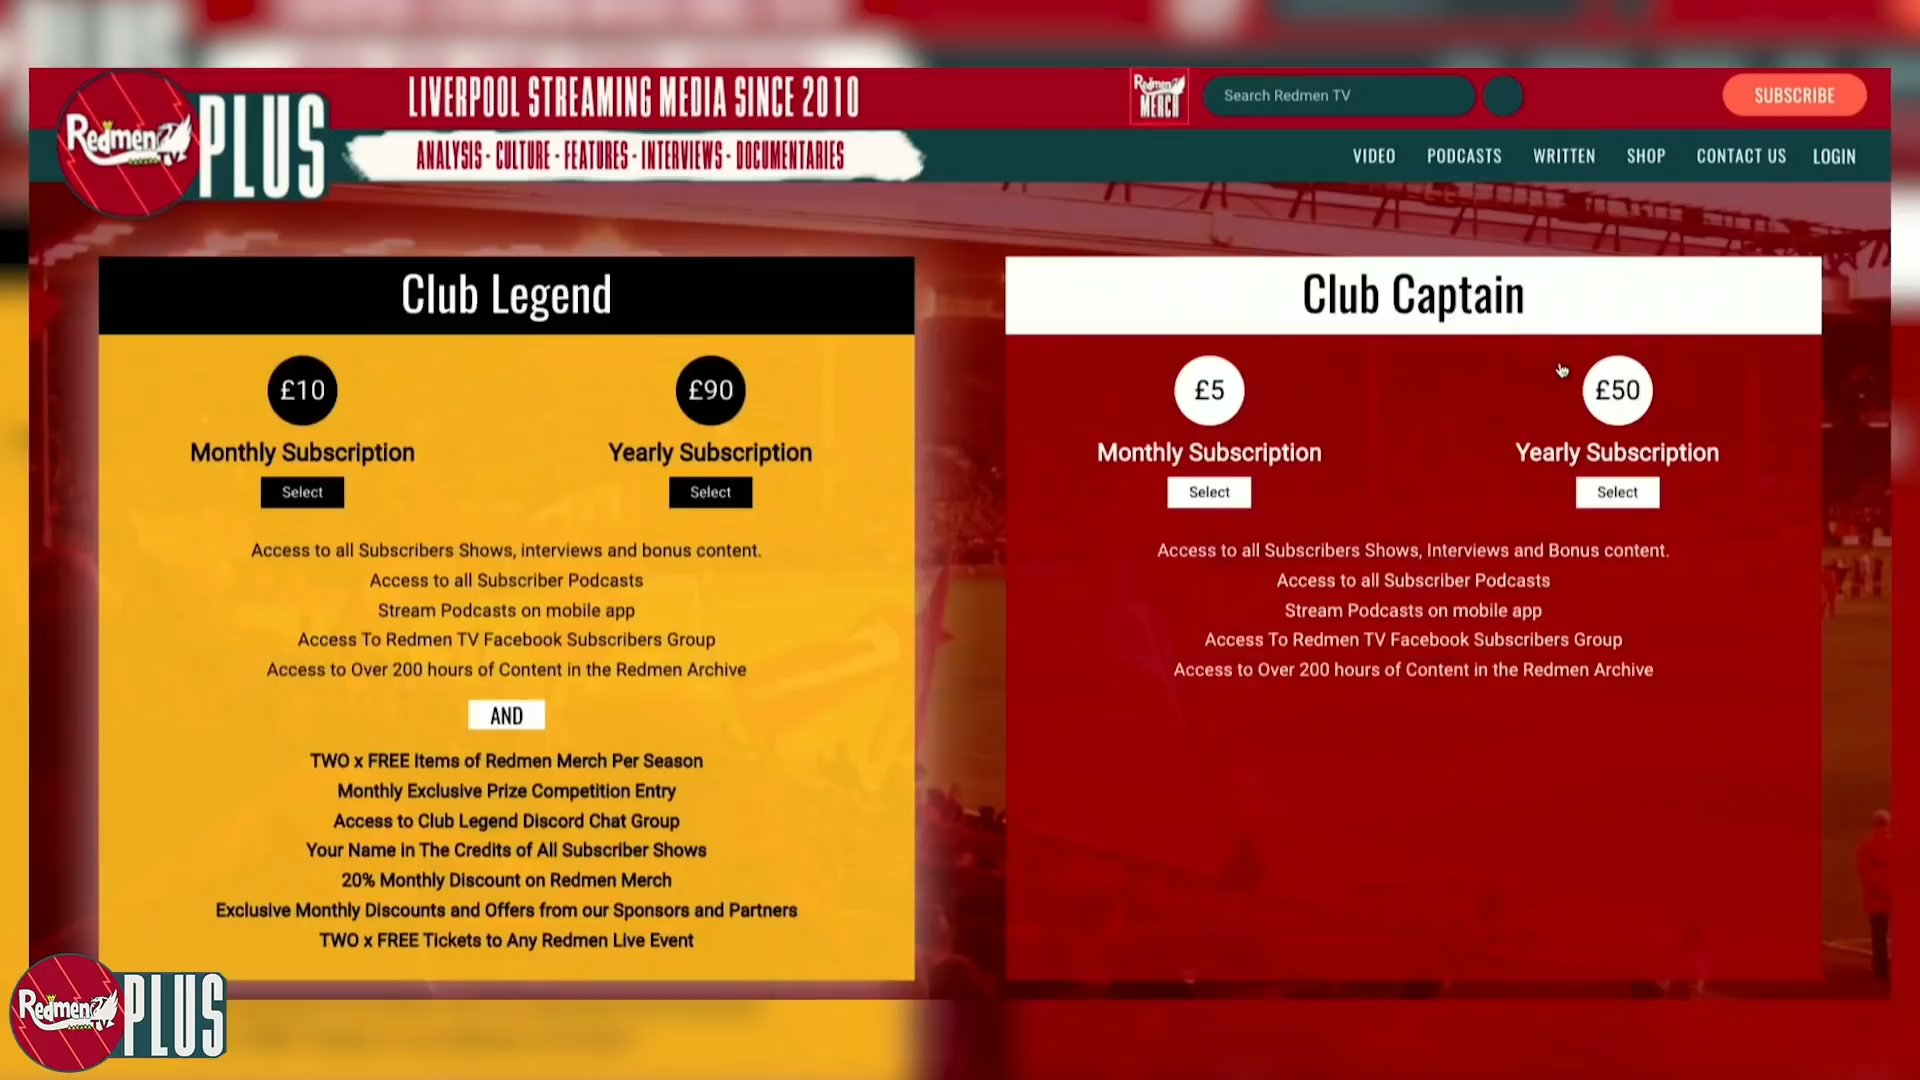 LIVERPOOL STREAMING MEDIA SINCE 2010
Redmen MERCH
Search Redmen TV
SUBSCRIBE
Redmen TV PLUS
ANALYSIS - CULTURE - FEATURES - INTERVIEWS - DOCUMENTARIES
VIDEO PODCASTS WRITTEN SHOP CONTACT US LOGIN
Club Legend
£10 £90
Monthly Subscription Yearly Subscription
Select Select
Access to all Subscribers Shows, interviews and bonus content.
Access to all Subscriber Podcasts
Stream Podcasts on mobile app
Access To Redmen TV Facebook Subscribers Group
Access to Over 200 hours of Content in the Redmen Archive
AND
TWO x FREE Items of Redmen Merch Per Season
Monthly Exclusive Prize Competition Entry
Access to Club Legend Discord Chat Group
Your Name in The Credits of All Subscriber Shows
20% Monthly Discount on Redmen Merch
Exclusive Monthly Discounts and Offers from our Sponsors and Partners
TWO x FREE Tickets to Any Redmen Live Event
Club Captain
£5 £50
Monthly Subscription Yearly Subscription
Select Select
Access to all Subscribers Shows, Interviews and Bonus content.
Access to all Subscriber Podcasts
Stream Podcasts on mobile app
Access To Redmen TV Facebook Subscribers Group
Access to Over 200 hours of Content in the Redmen Archive
Redmen PLUS